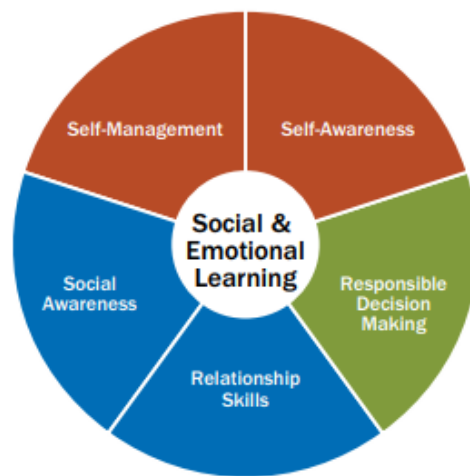 Self-Management
Self-Awareness
Social &
Emotional
Learning
Social
Awareness
Responsible
Decision
Making
Relationship
Skills